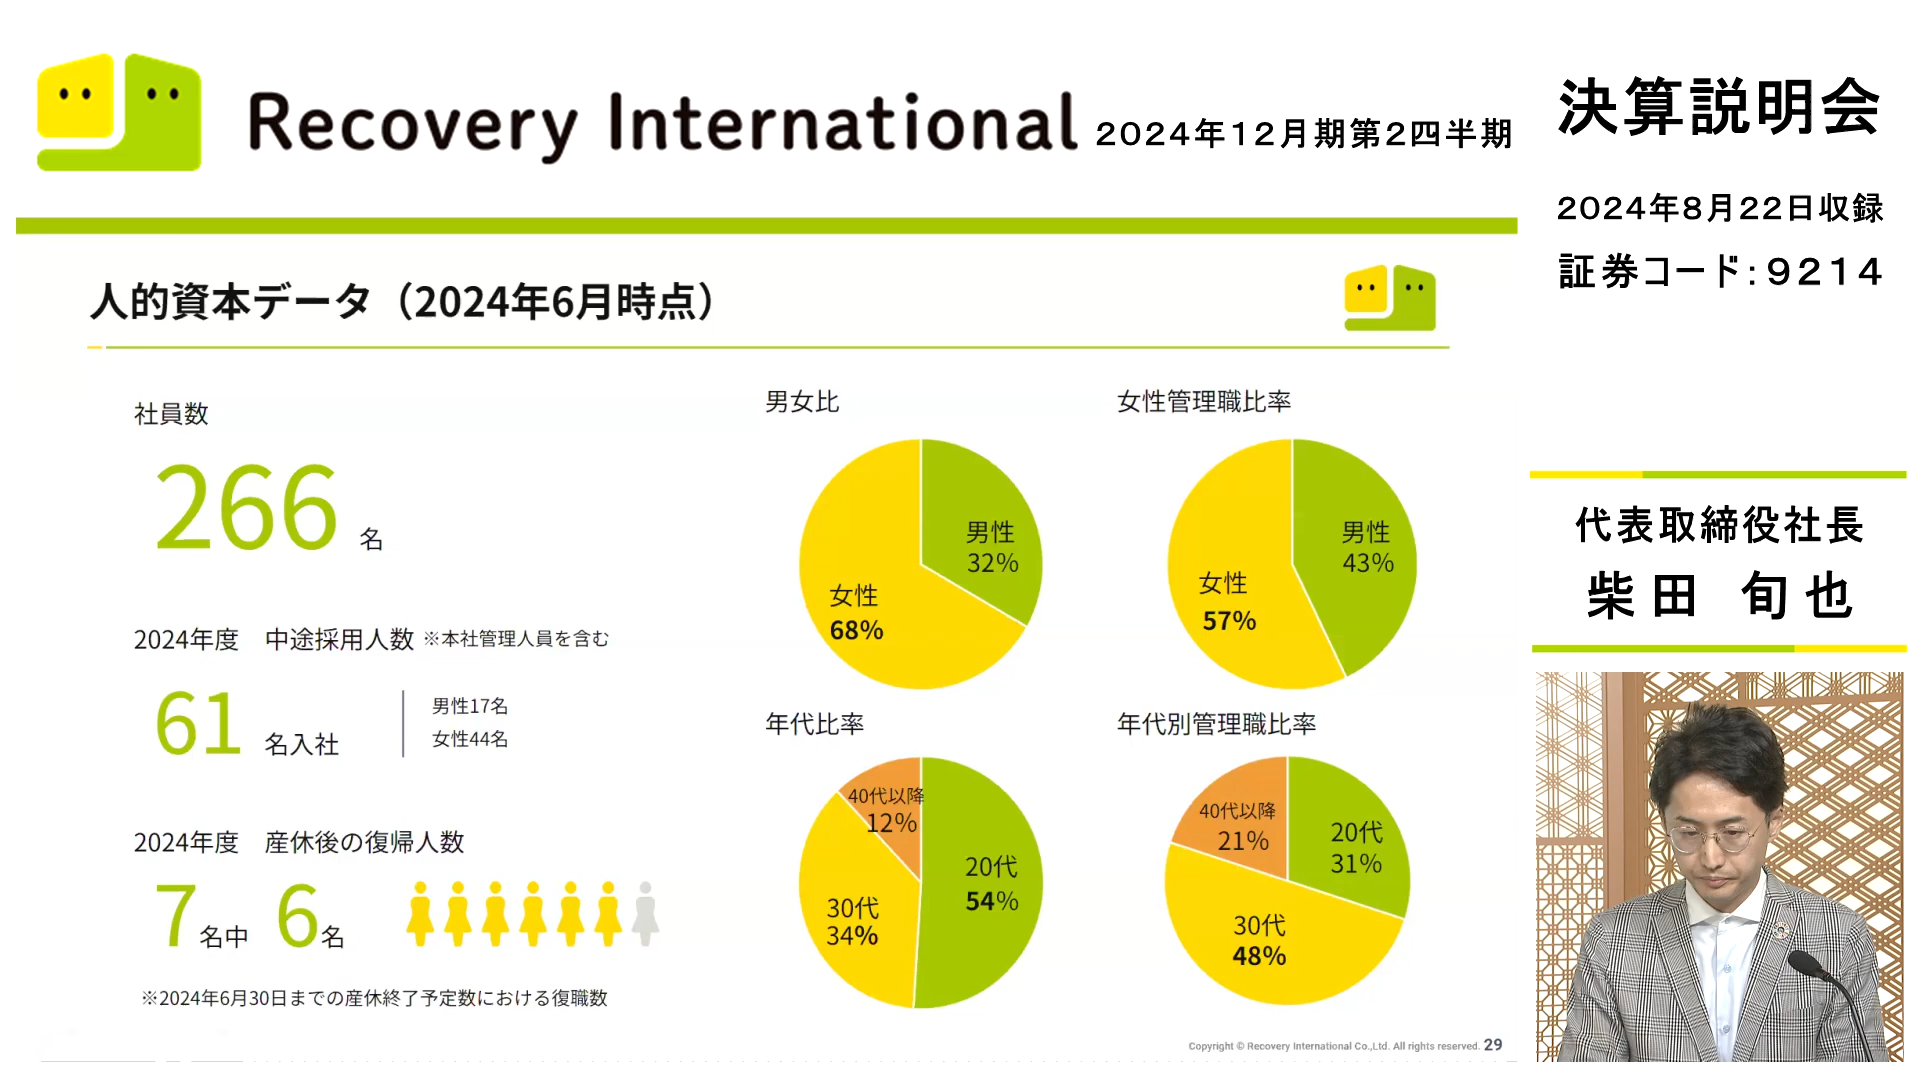 Recovery International 2024年12月期第2四半期
決算説明会
2024年8月22日収録
証券コード:9214
人的資本データ（2024年6月時点）
社員数
266名
2024年度 中途採用人数 ※本社管理人員を含む
61名入社
男性17名
女性44名
2024年度 産休後の復帰人数
7名中 6名
※2024年6月30日までの産休終了予定数における復職数
男女比
男性
32%
女性
68%
女性管理職比率
男性
43%
女性
57%
年代比率
40代以降
12%
20代
54%
30代
34%
年代別管理職比率
40代以降
21%
20代
31%
30代
48%
Copyright © Recovery International Co.,Ltd. All rights reserved. 29
代表取締役社長
柴田 旬也